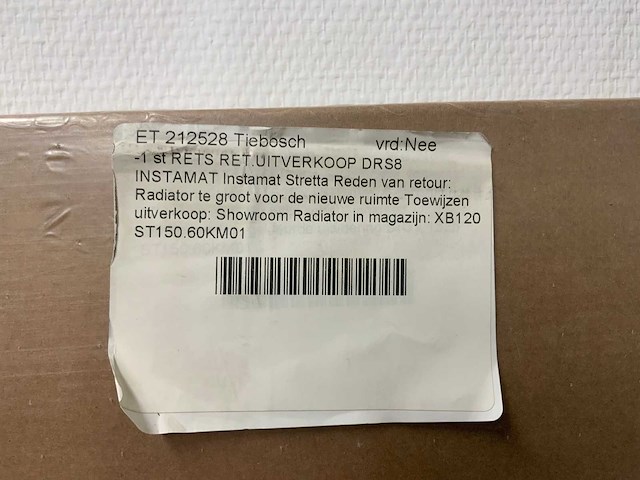 ET 212528 Tiebosch vrd:Nee
-1 st RETS RET.UITVERKOOP DRS8
INSTAMAT Instamat Stretta Reden van retour:
Radiator te groot voor de nieuwe ruimte Toewijzen
uitverkoop: Showroom Radiator in magazijn: XB120
ST150.60KM01